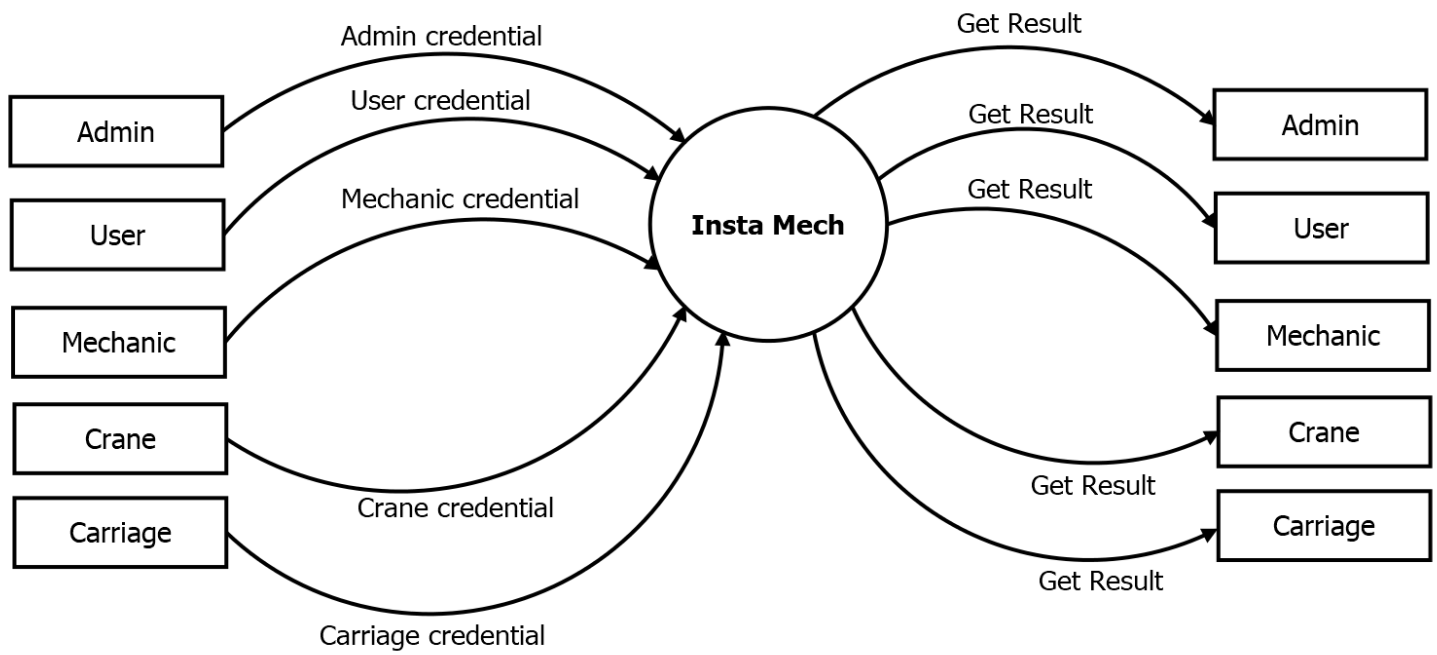 Admin credential
Get Result
User credential
Get Result
Admin
Admin
Mechanic credential
Get Result
User
Insta Mech
User
Mechanic
Mechanic
Crane
Crane
Crane credential
Get Result
Carriage
Carriage
Carriage credential
Get Result